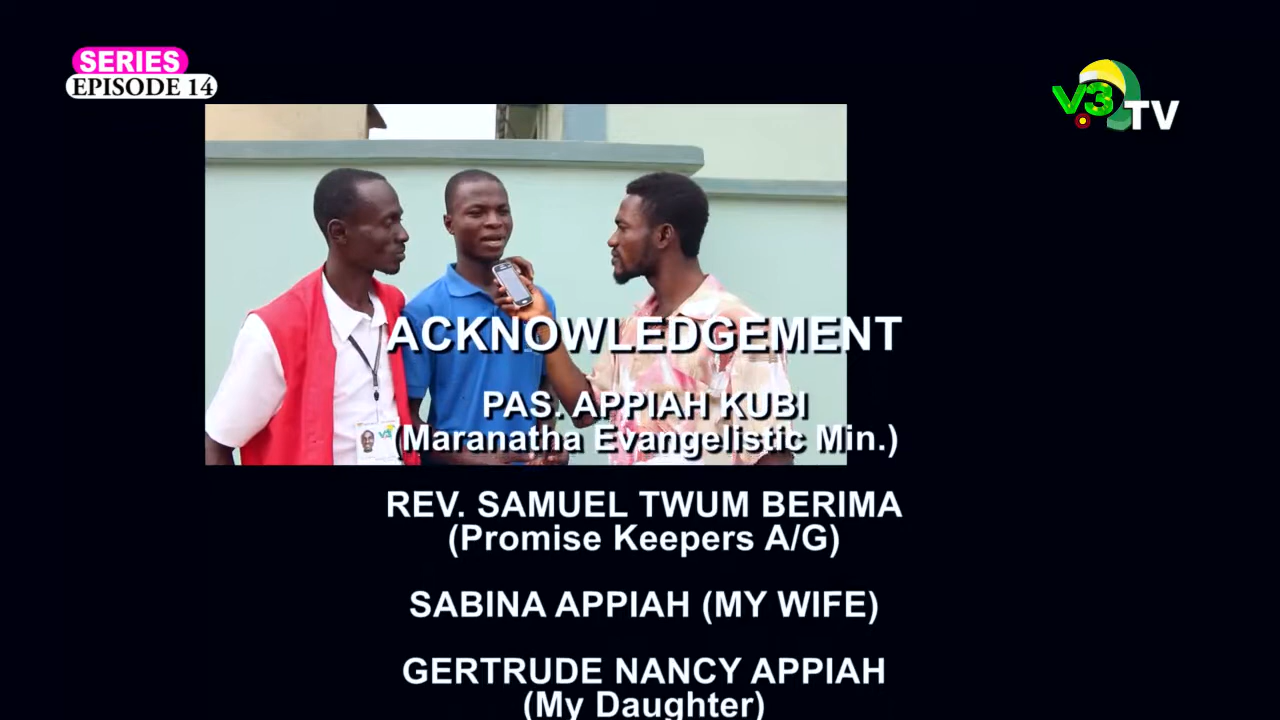 SERIES
EPISODE 14
V3 TV
ACKNOWLEDGEMENT
PAS. APPIAH KUBI
(Maranatha Evangelistic Min.)
REV. SAMUEL TWUM BERIMA
(Promise Keepers A/G)
SABINA APPIAH (MY WIFE)
GERTRUDE NANCY APPIAH
(My Daughter)